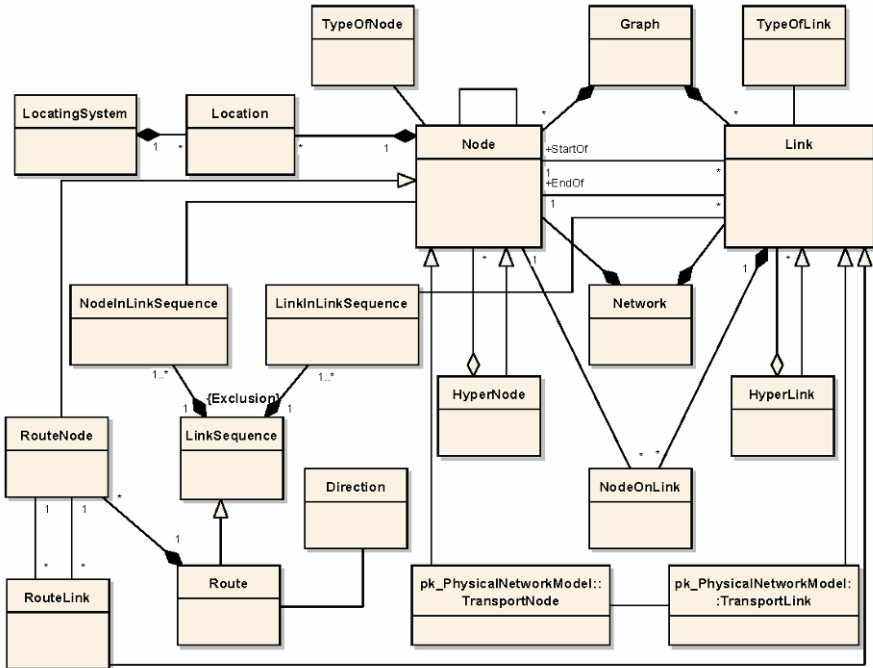 TypeOfNode
Graph
TypeOfLink
LocatingSystem
Location
Node
Link
1
*
*
1
*
*
+StartOf
1
*
+EndOf
1
*
NodeInLinkSequence
LinkInLinkSequence
Network
*
1
1
*
1..*
1..*
{Exclusion}
1
1
HyperNode
HyperLink
RouteNode
LinkSequence
*
*
NodeOnLink
Direction
1
1
*
1
*
*
RouteLink
Route
pk_PhysicalNetworkModel::
TransportNode
pk_PhysicalNetworkModel:
:TransportLink